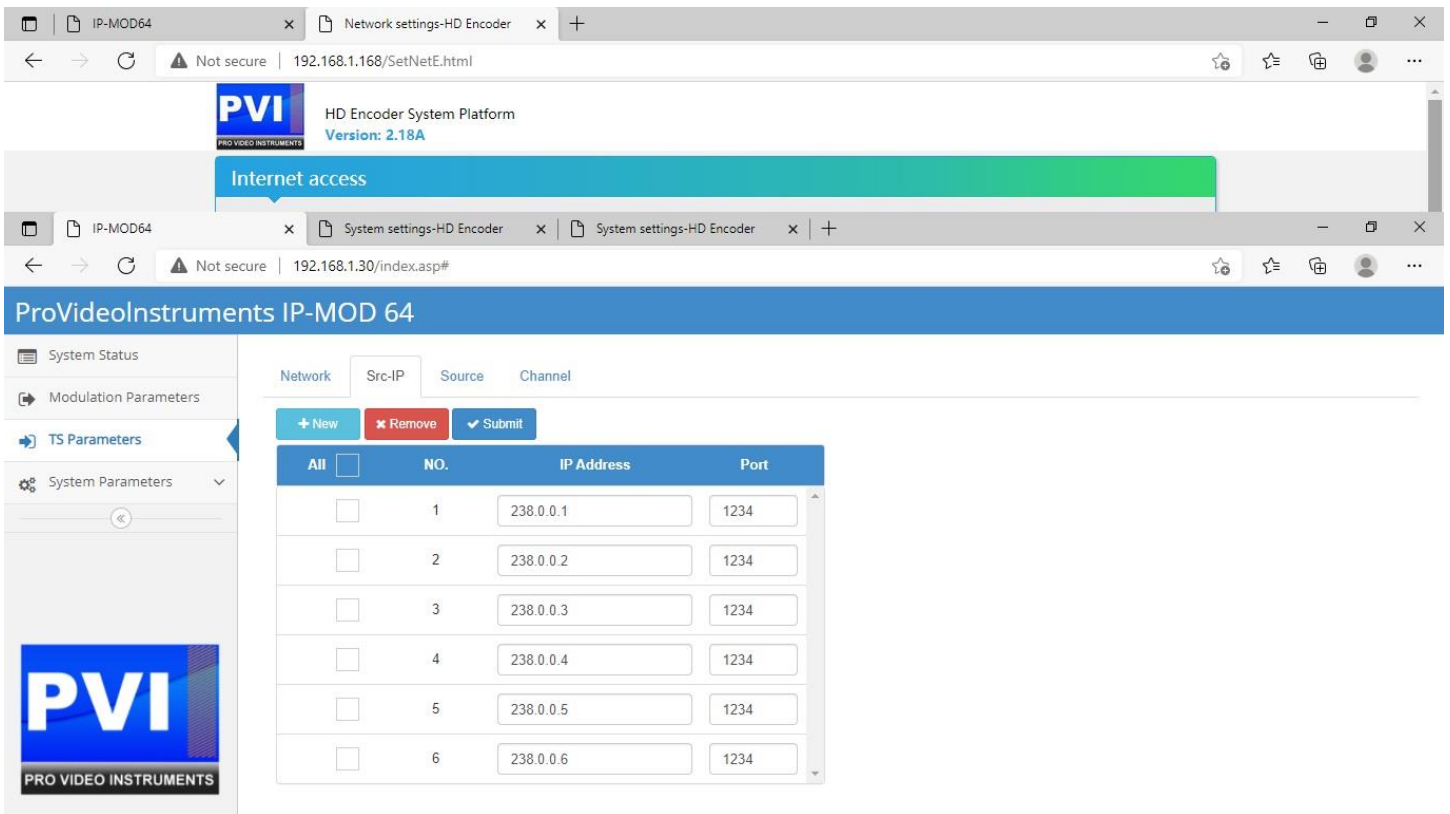 IP-MOD64 Network settings-HD Encoder
Not secure 192.168.1.168/SetNetE.html
PVI
PRO VIDEO INSTRUMENTS
HD Encoder System Platform
Version: 2.18A
Internet access
IP-MOD64 System settings-HD Encoder System settings-HD Encoder
Not secure 192.168.1.30/index.asp#
ProVideoInstruments IP-MOD 64
System Status
Modulation Parameters
TS Parameters
System Parameters
Network Src-IP Source Channel
New Remove Submit
All NO. IP Address Port
1 238.0.0.1 1234
2 238.0.0.2 1234
3 238.0.0.3 1234
4 238.0.0.4 1234
5 238.0.0.5 1234
6 238.0.0.6 1234
PVI
PRO VIDEO INSTRUMENTS